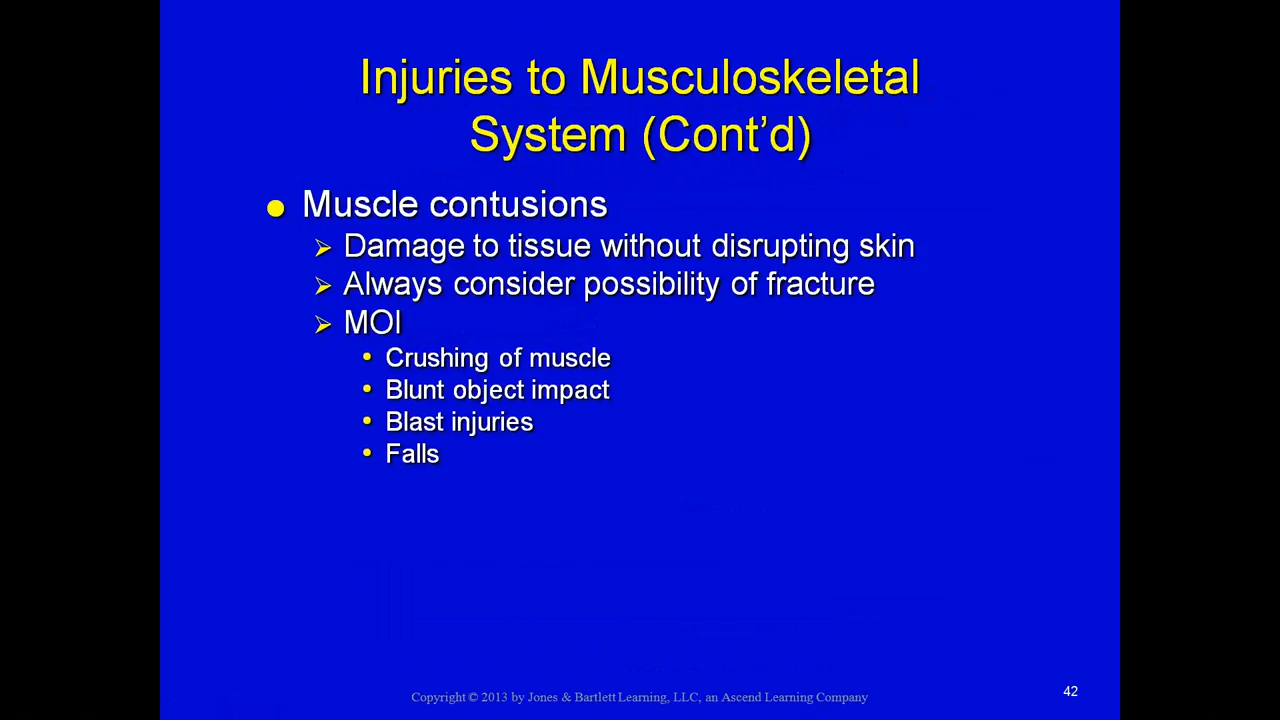 Injuries to Musculoskeletal
System (Cont’d)
Muscle contusions
Damage to tissue without disrupting skin
Always consider possibility of fracture
MOI
Crushing of muscle
Blunt object impact
Blast injuries
Falls
Copyright © 2013 by Jones & Bartlett Learning, LLC, an Ascend Learning Company
42